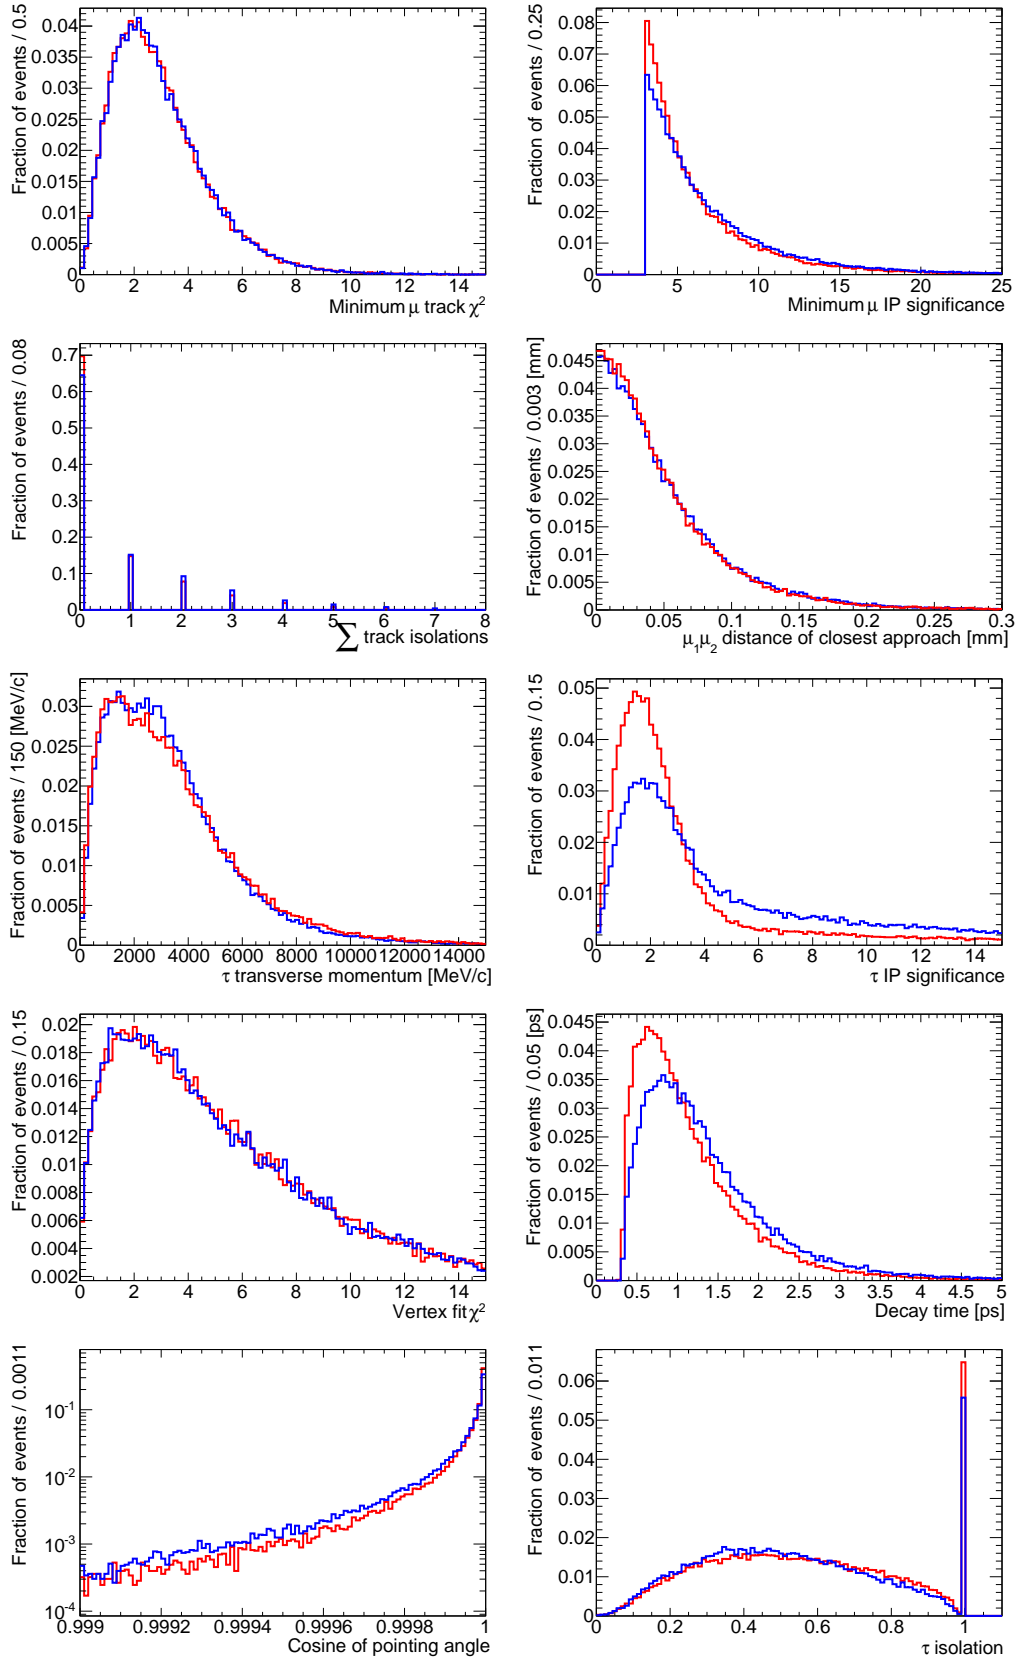 Fraction of events / 0.5
0.04
0.035
0.03
0.025
0.02
0.015
0.01
0.005
0
0 2 4 6 8 10 12 14
Minimum μ track χ²
Fraction of events / 0.25
0.08
0.07
0.06
0.05
0.04
0.03
0.02
0.01
0
0 5 10 15 20 25
Minimum μ IP significance
Fraction of events / 0.08
0.7
0.6
0.5
0.4
0.3
0.2
0.1
0
0 1 2 3 4 5 6 7 8
∑ track isolations
Fraction of events / 0.003 [mm]
0.045
0.04
0.035
0.03
0.025
0.02
0.015
0.01
0.005
0
0 0.05 0.1 0.15 0.2 0.25 0.3
μ₁μ₂ distance of closest approach [mm]
Fraction of events / 150 [MeV/c]
0.03
0.025
0.02
0.015
0.01
0.005
0
0 2000 4000 6000 8000 10000 12000 14000
τ transverse momentum [MeV/c]
Fraction of events / 0.15
0.05
0.04
0.03
0.02
0.01
0
0 2 4 6 8 10 12 14
τ IP significance
Fraction of events / 0.15
0.02
0.018
0.016
0.014
0.012
0.01
0.008
0.006
0.004
0.002
0 2 4 6 8 10 12 14
Vertex fit χ²
Fraction of events / 0.05 [ps]
0.045
0.04
0.035
0.03
0.025
0.02
0.015
0.01
0.005
0
0 0.5 1 1.5 2 2.5 3 3.5 4 4.5 5
Decay time [ps]
Fraction of events / 0.0011
10⁻¹
10⁻²
10⁻³
10⁻⁴
0.999 0.9992 0.9994 0.9996 0.9998 1
Cosine of pointing angle
Fraction of events / 0.011
0.06
0.05
0.04
0.03
0.02
0.01
0
0 0.2 0.4 0.6 0.8 1
τ isolation